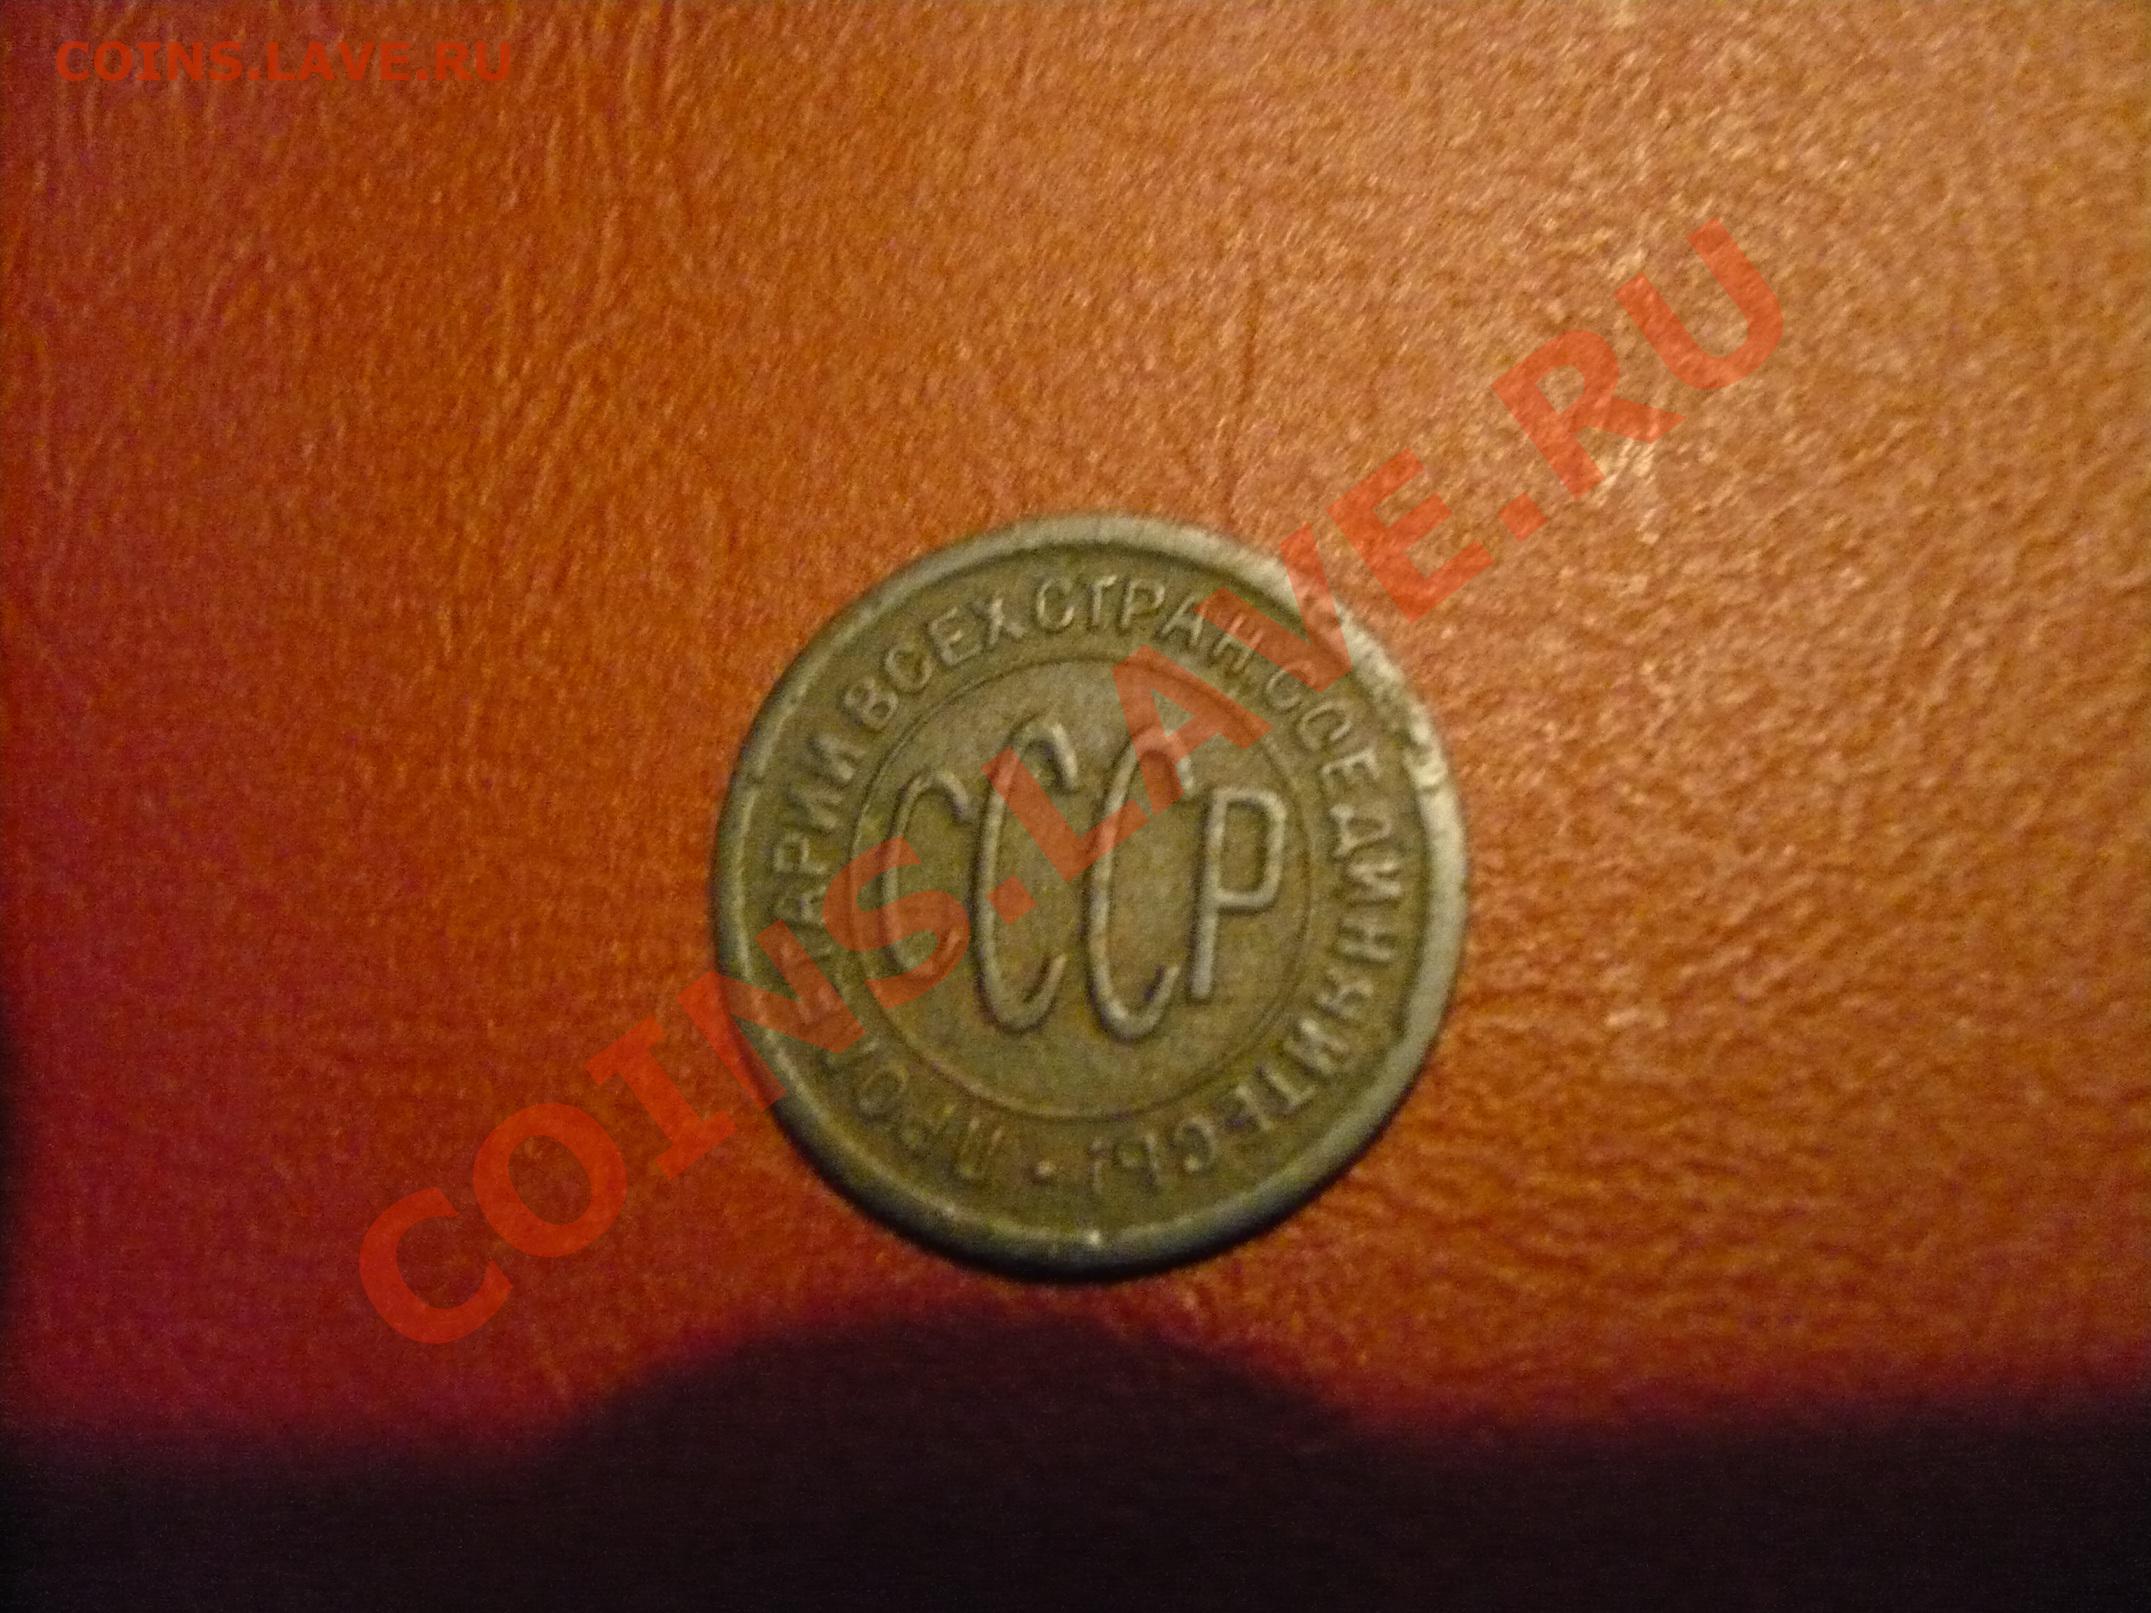 COINS.LAVE.RU
ПРОЛЕТАРИИ ВСЕХ СТРАН, СОЕДИНЯЙТЕСЬ!
СССР
COINS.LAVE.RU